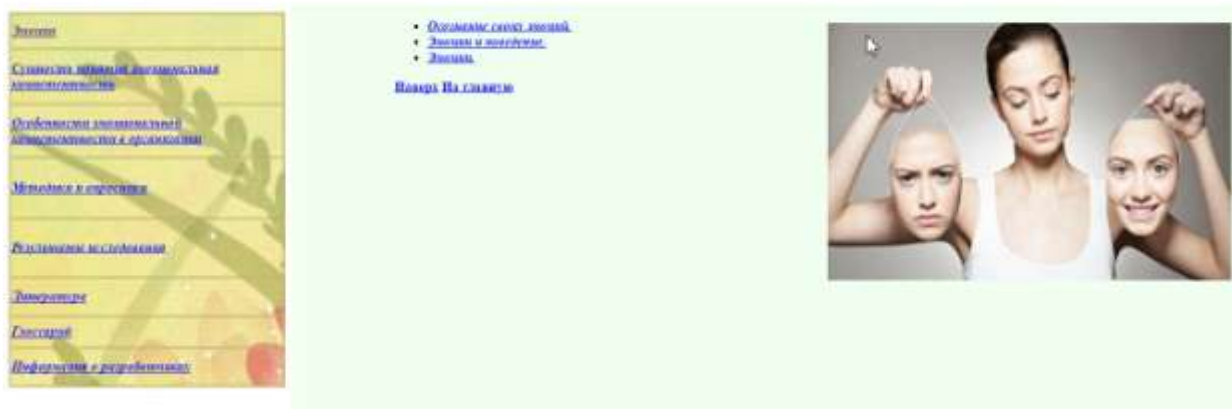 Эмоции
Сущность понятия эмоциональная
компетентность
Особенности эмоциональной
компетентности в организации
Методики и опросники
Результаты исследования
Литература
Глоссарий
Информация о разработчиках
Осознание своих эмоций.
Эмоции и поведение.
Эмоции.
Наверх На главную